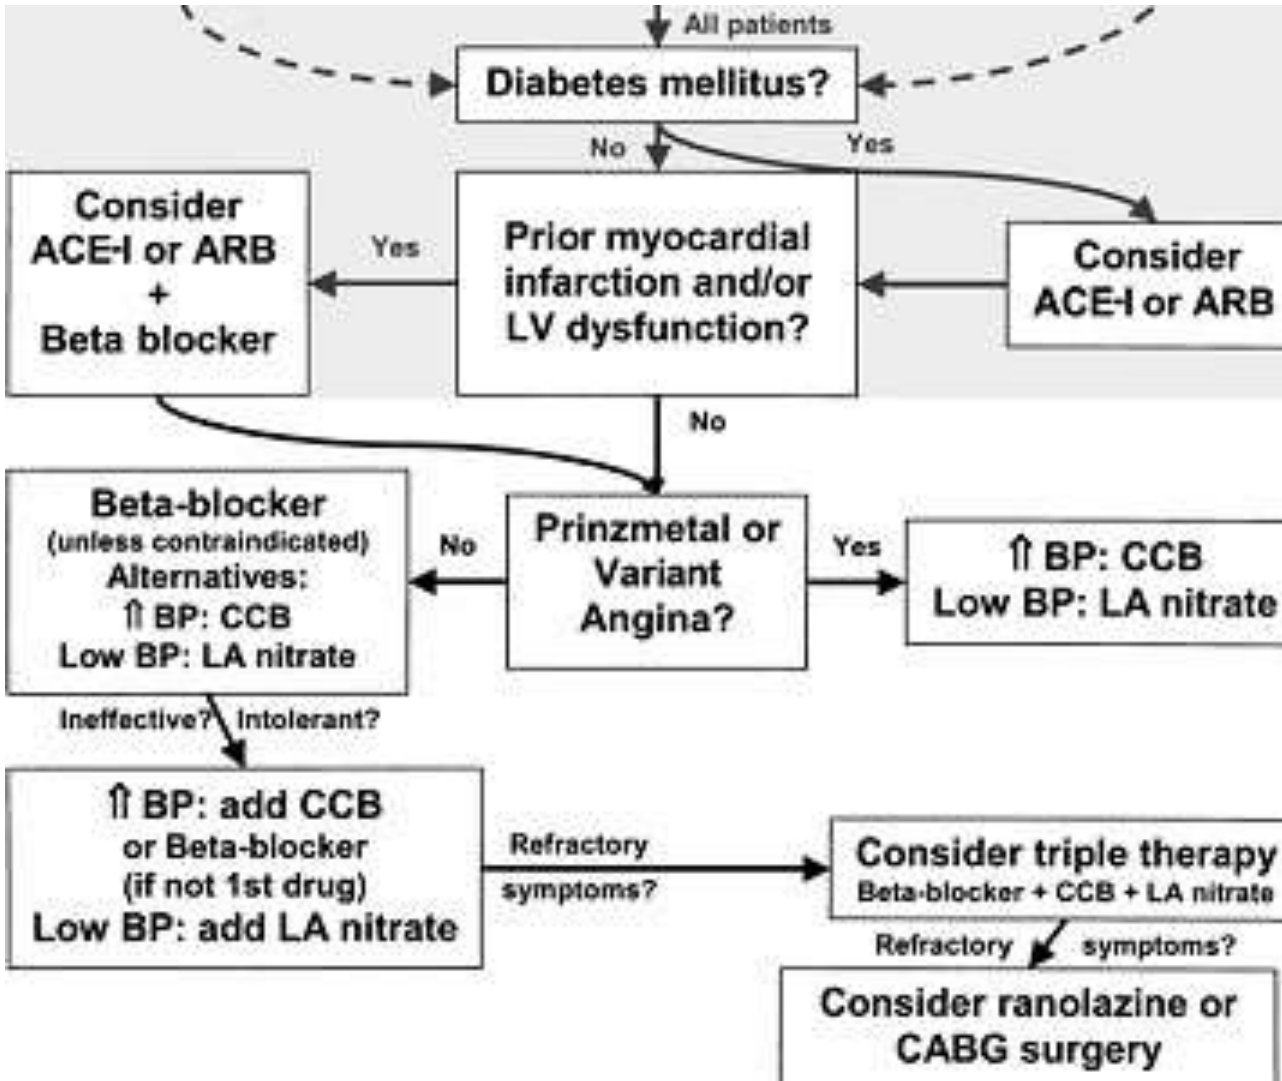 All patients
Diabetes mellitus?
No
Yes
Consider
ACE-I or ARB
+
Beta blocker
Yes
Prior myocardial
infarction and/or
LV dysfunction?
Consider
ACE-I or ARB
No
Beta-blocker
(unless contraindicated)
Alternatives:
⇑ BP: CCB
Low BP: LA nitrate
No
Prinzmetal or
Variant
Angina?
Yes
⇑ BP: CCB
Low BP: LA nitrate
Ineffective? Intolerant?
⇑ BP: add CCB
or Beta-blocker
(if not 1st drug)
Low BP: add LA nitrate
Refractory
symptoms?
Consider triple therapy
Beta-blocker + CCB + LA nitrate
Refractory symptoms?
Consider ranolazine or
CABG surgery